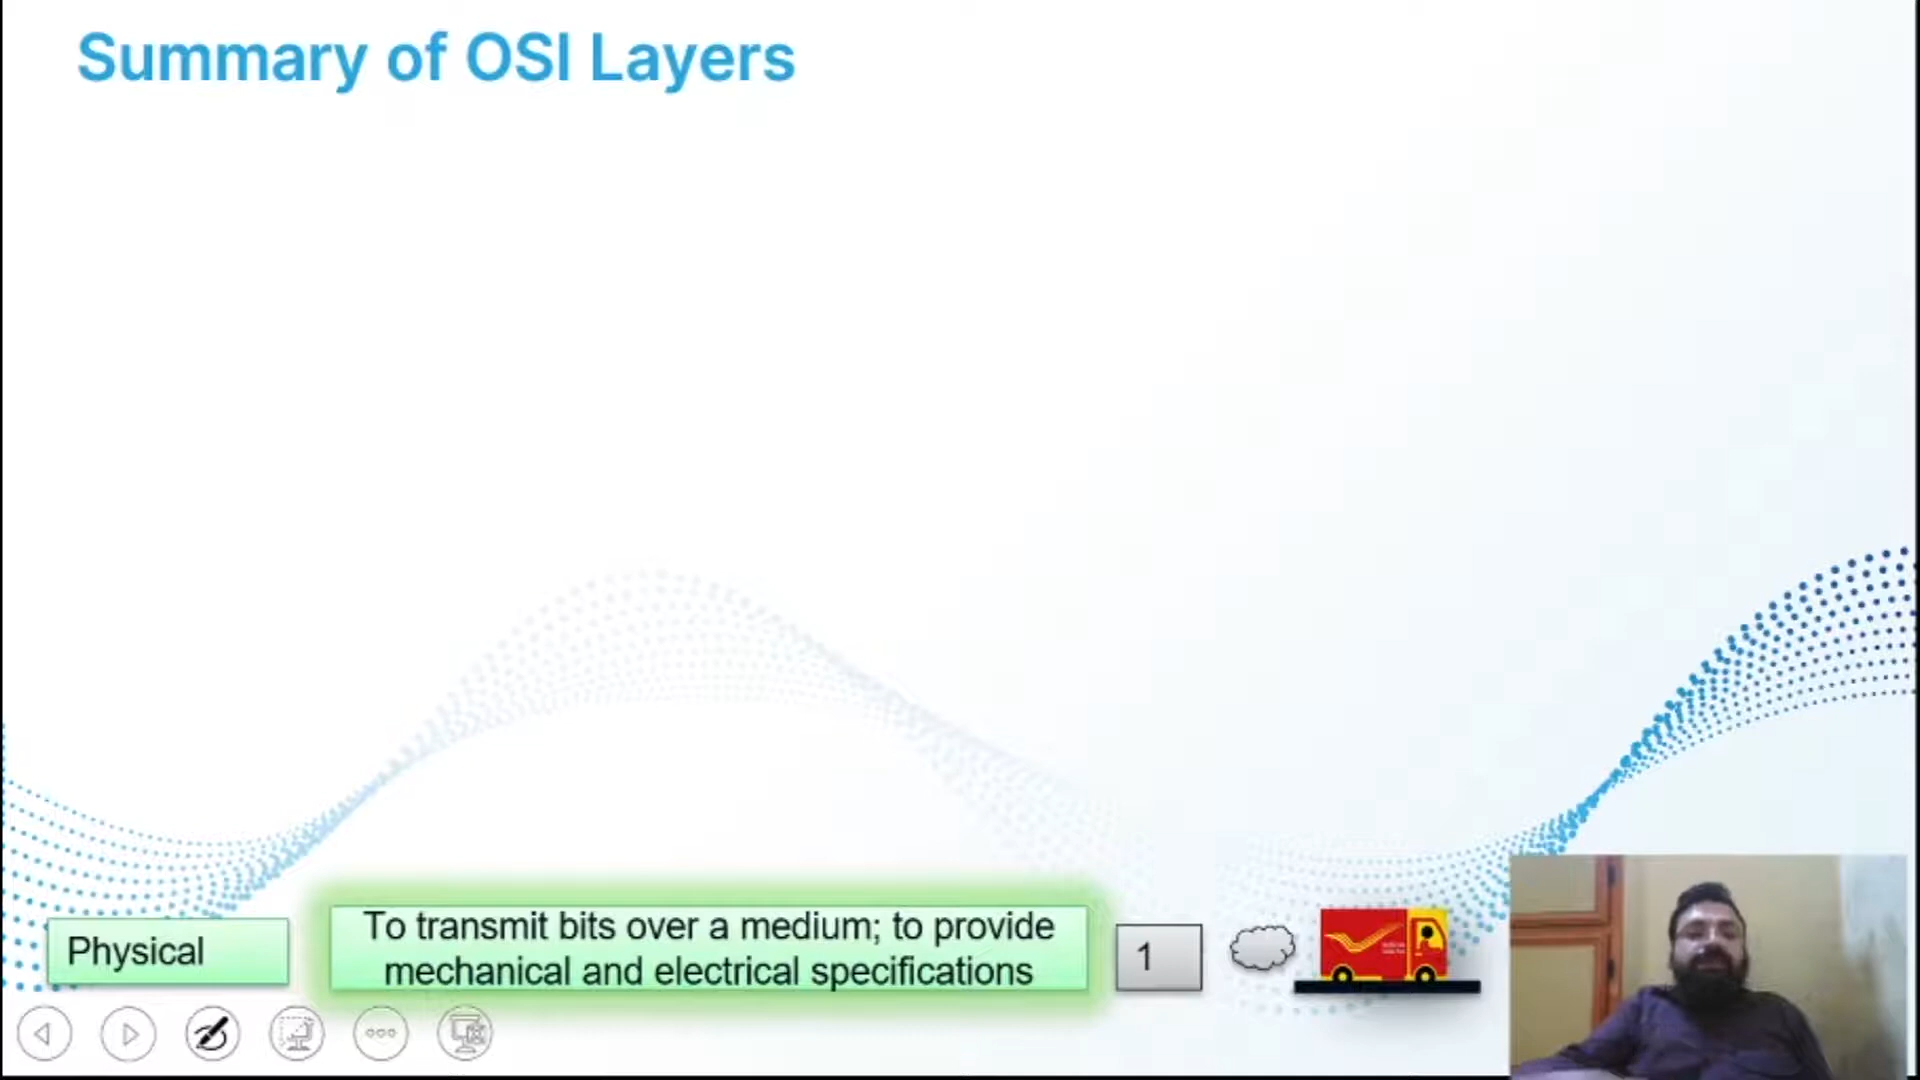 Summary of OSI Layers
Physical
To transmit bits over a medium; to provide
mechanical and electrical specifications
1